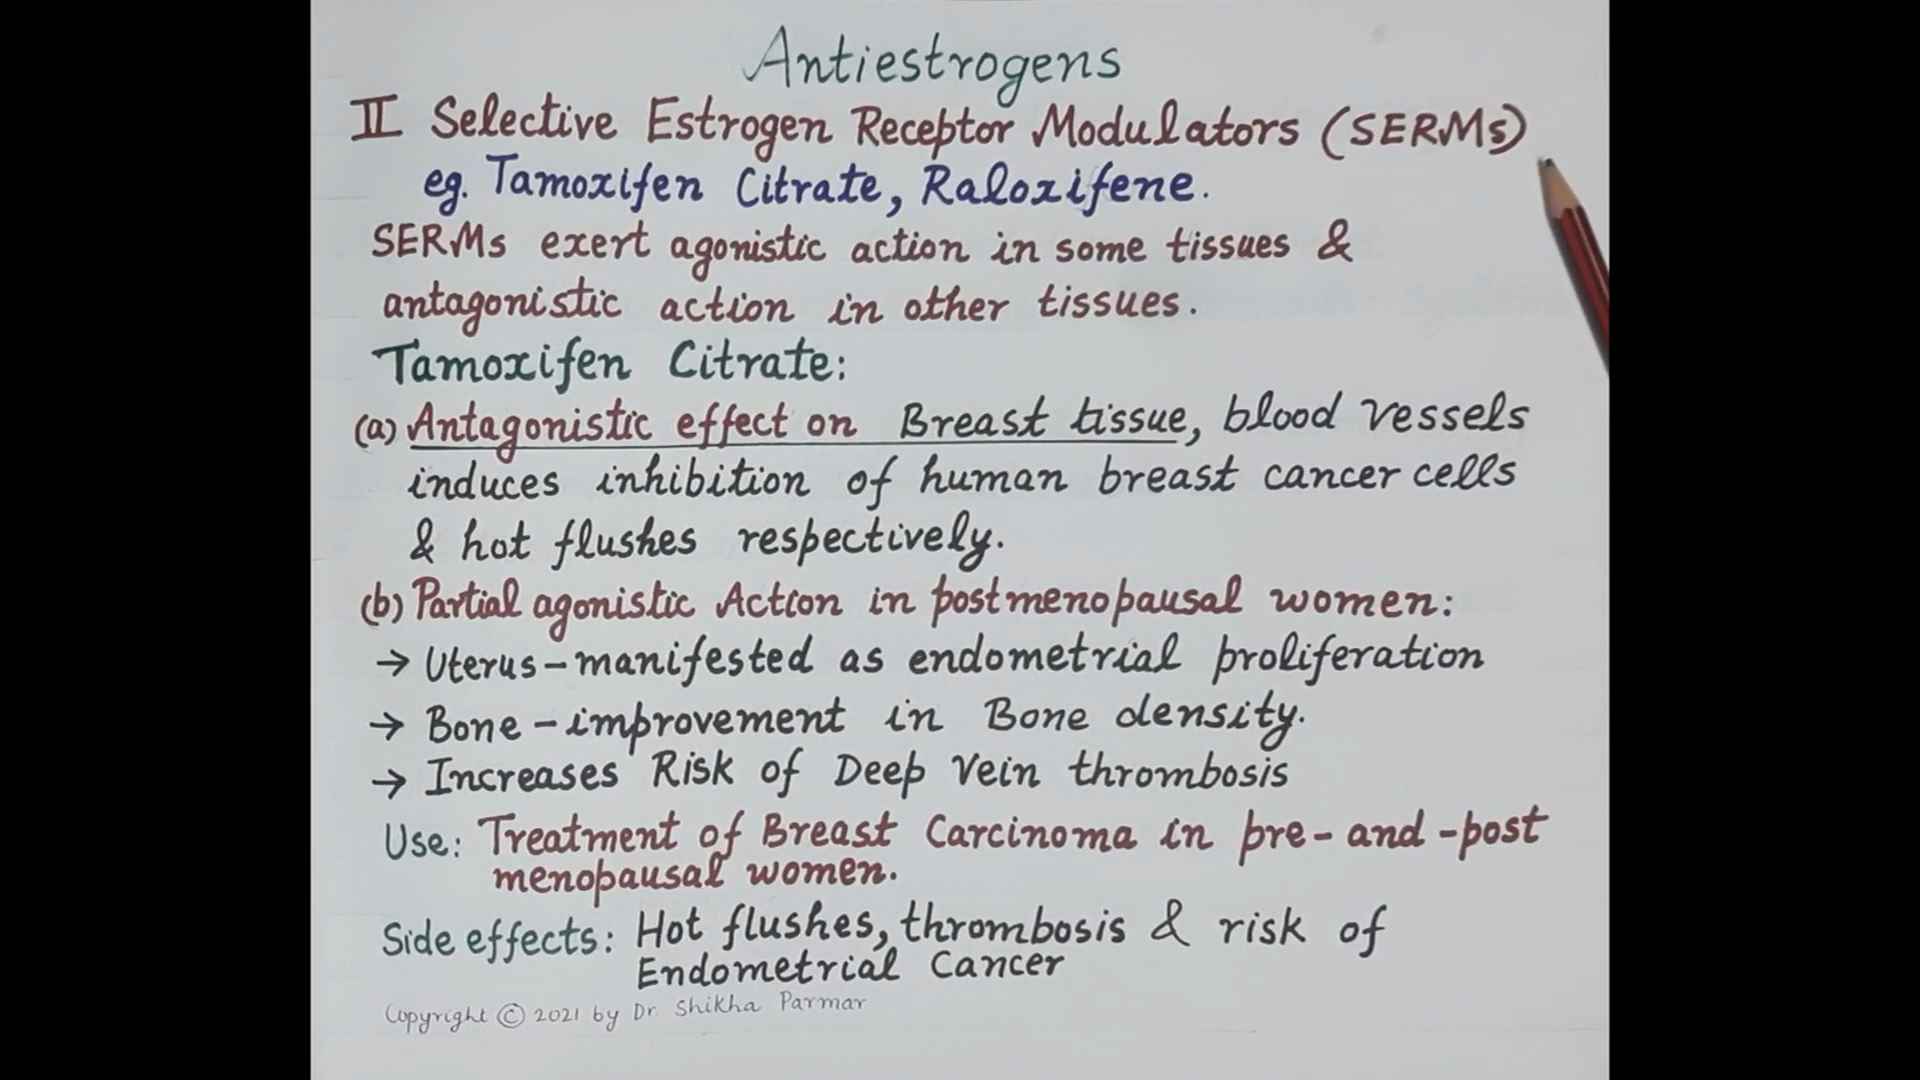 Antiestrogens
II Selective Estrogen Receptor Modulators (SERMs)
eg. Tamoxifen Citrate, Raloxifene.
SERMs exert agonistic action in some tissues &
antagonistic action in other tissues.
Tamoxifen Citrate:
(a) Antagonistic effect on Breast tissue, blood vessels
induces inhibition of human breast cancer cells
& hot flushes respectively.
(b) Partial agonistic Action in postmenopausal women:
→ Uterus - manifested as endometrial proliferation
→ Bone - improvement in Bone density.
→ Increases Risk of Deep Vein thrombosis
Use: Treatment of Breast Carcinoma in pre- and -post
menopausal women.
Side effects: Hot flushes, thrombosis & risk of
Endometrial Cancer
Copyright © 2021 by Dr. Shikha Parmar